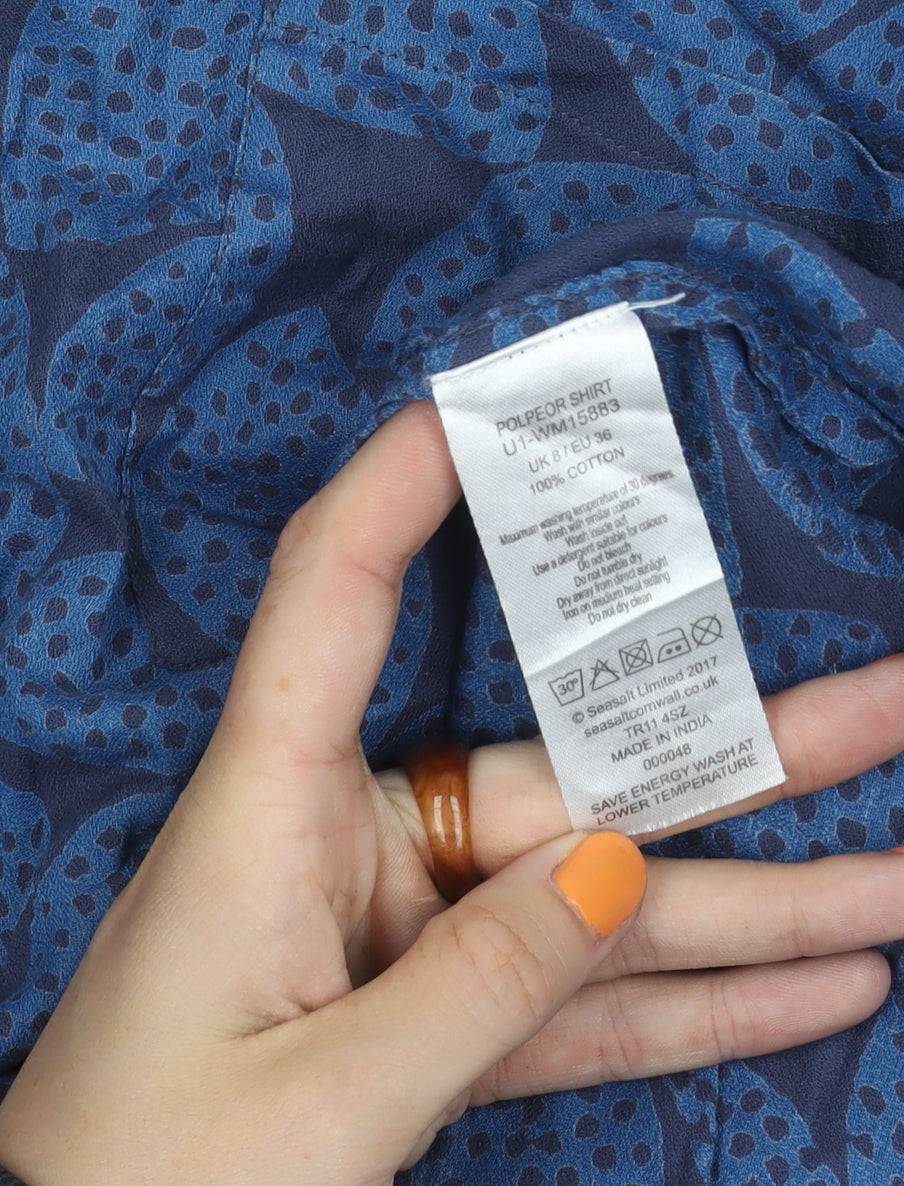 POLPEOR SHIRT
U1-WM15883
UK 8 / EU 36
100% COTTON
Maximum washing temperature of 30 degrees
Wash with similar colours
Wash inside out
Use a detergent suitable for colours
Do not bleach
Do not tumble dry
Dry away from direct sunlight
Iron on medium heat setting
Do not dry clean
30°
© Seasalt Limited 2017
seasaltcornwall.co.uk
TR11 4SZ
MADE IN INDIA
000048
SAVE ENERGY WASH AT
LOWER TEMPERATURE